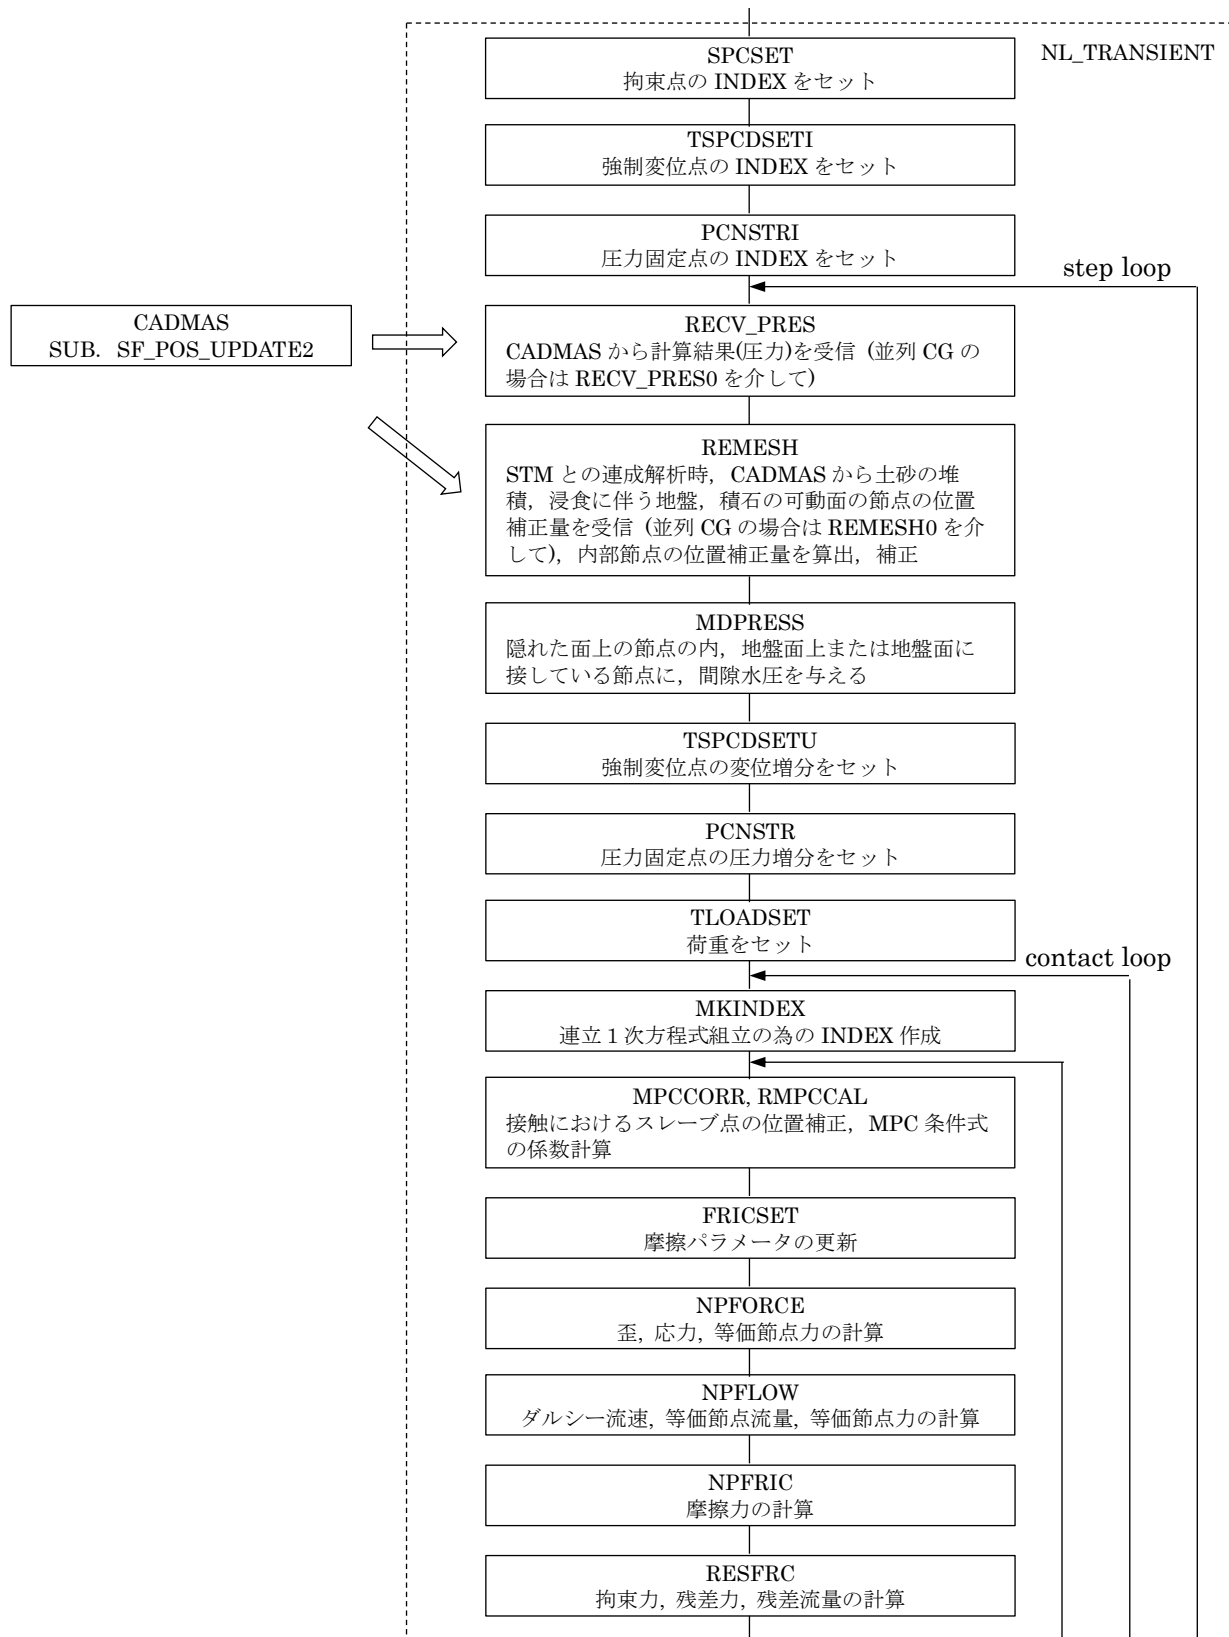 NL_TRANSIENT
SPCSET
拘束点の INDEX をセット
TSPCDSETI
強制変位点の INDEX をセット
PCNSTRI
圧力固定点の INDEX をセット
step loop
CADMAS
SUB. SF_POS_UPDATE2
RECV_PRES
CADMAS から計算結果(圧力)を受信 (並列 CG の
場合は RECV_PRES0 を介して)
REMESH
STM との連成解析時，CADMAS から土砂の堆
積，浸食に伴う地盤，積石の可動面の節点の位置
補正量を受信 (並列 CG の場合は REMESH0 を介
して)，内部節点の位置補正量を算出，補正
MDPRESS
隠れた面上の節点の内，地盤面上または地盤面に
接している節点に，間隙水圧を与える
TSPCDSETU
強制変位点の変位増分をセット
PCNSTR
圧力固定点の圧力増分をセット
TLOADSET
荷重をセット
contact loop
MKINDEX
連立１次方程式組立の為の INDEX 作成
MPCCORR, RMPCCAL
接触におけるスレーブ点の位置補正，MPC 条件式
の係数計算
FRICSET
摩擦パラメータの更新
NPFORCE
歪, 応力, 等価節点力の計算
NPFLOW
ダルシー流速, 等価節点流量, 等価節点力の計算
NPFRIC
摩擦力の計算
RESFRC
拘束力, 残差力, 残差流量の計算